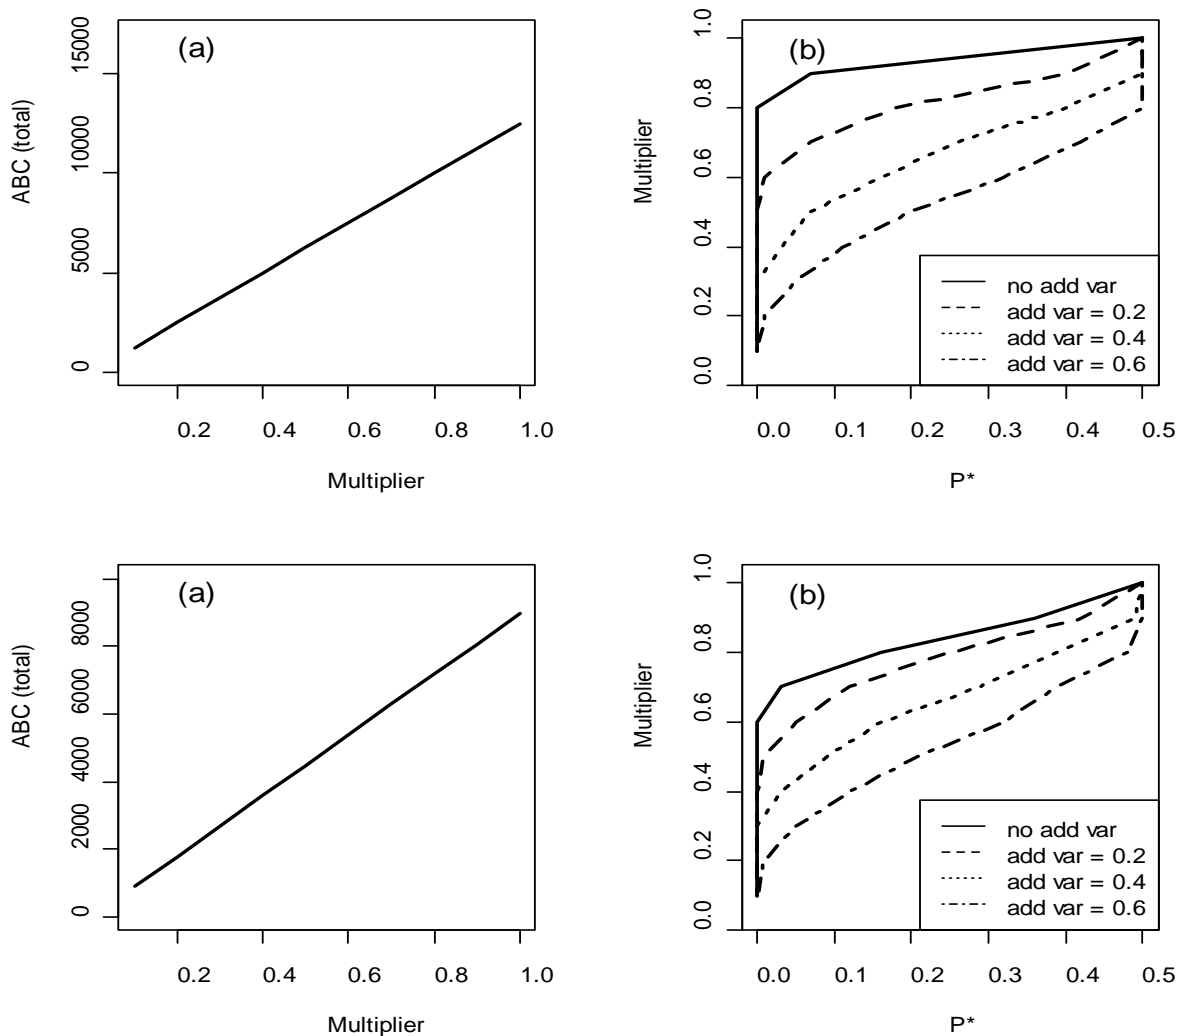 (a)
ABC (total)
0 5000 10000 15000
0.2 0.4 0.6 0.8 1.0
Multiplier
(b)
Multiplier
0.0 0.2 0.4 0.6 0.8 1.0
no add var
add var = 0.2
add var = 0.4
add var = 0.6
0.0 0.1 0.2 0.3 0.4 0.5
P*
(a)
ABC (total)
0 2000 4000 6000 8000
0.2 0.4 0.6 0.8 1.0
Multiplier
(b)
Multiplier
0.0 0.2 0.4 0.6 0.8 1.0
no add var
add var = 0.2
add var = 0.4
add var = 0.6
0.0 0.1 0.2 0.3 0.4 0.5
P*